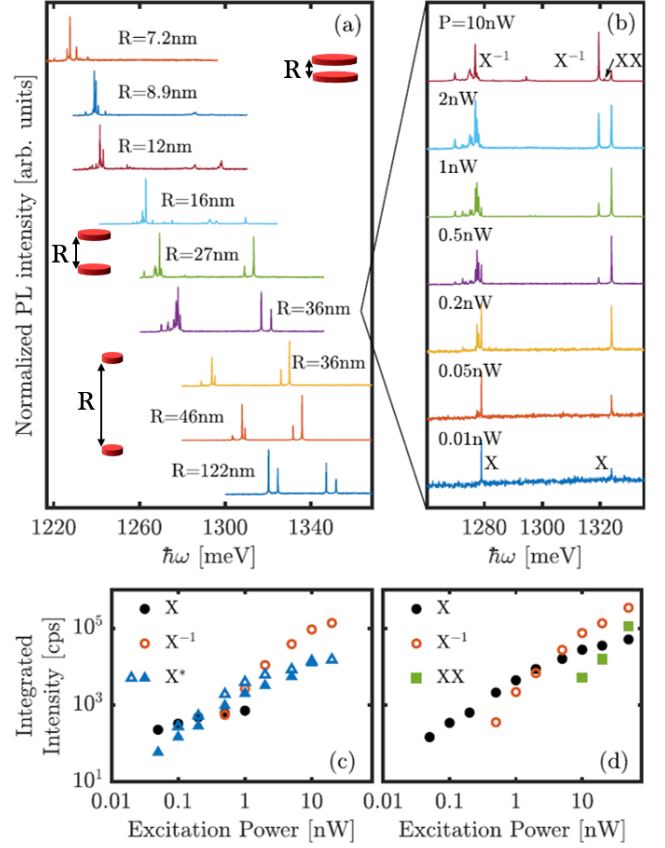 Normalized PL intensity [arb. units]
(a)
R=7.2nm
R
R=8.9nm
R=12nm
R=16nm
R
R=27nm
R=36nm
R=36nm
R
R=46nm
R=122nm
1220 1260 1300 1340
ħω [meV]
P=10nW (b)
X⁻¹ X⁻¹ XX
2nW
1nW
0.5nW
0.2nW
0.05nW
0.01nW
X X
1280 1300 1320
ħω [meV]
Integrated
Intensity [cps]
10⁵
10³
10¹
X
X⁻¹
X*
(c)
0.01 0.1 1 10
Excitation Power [nW]
X
X⁻¹
XX
(d)
0.01 0.1 1 10
Excitation Power [nW]